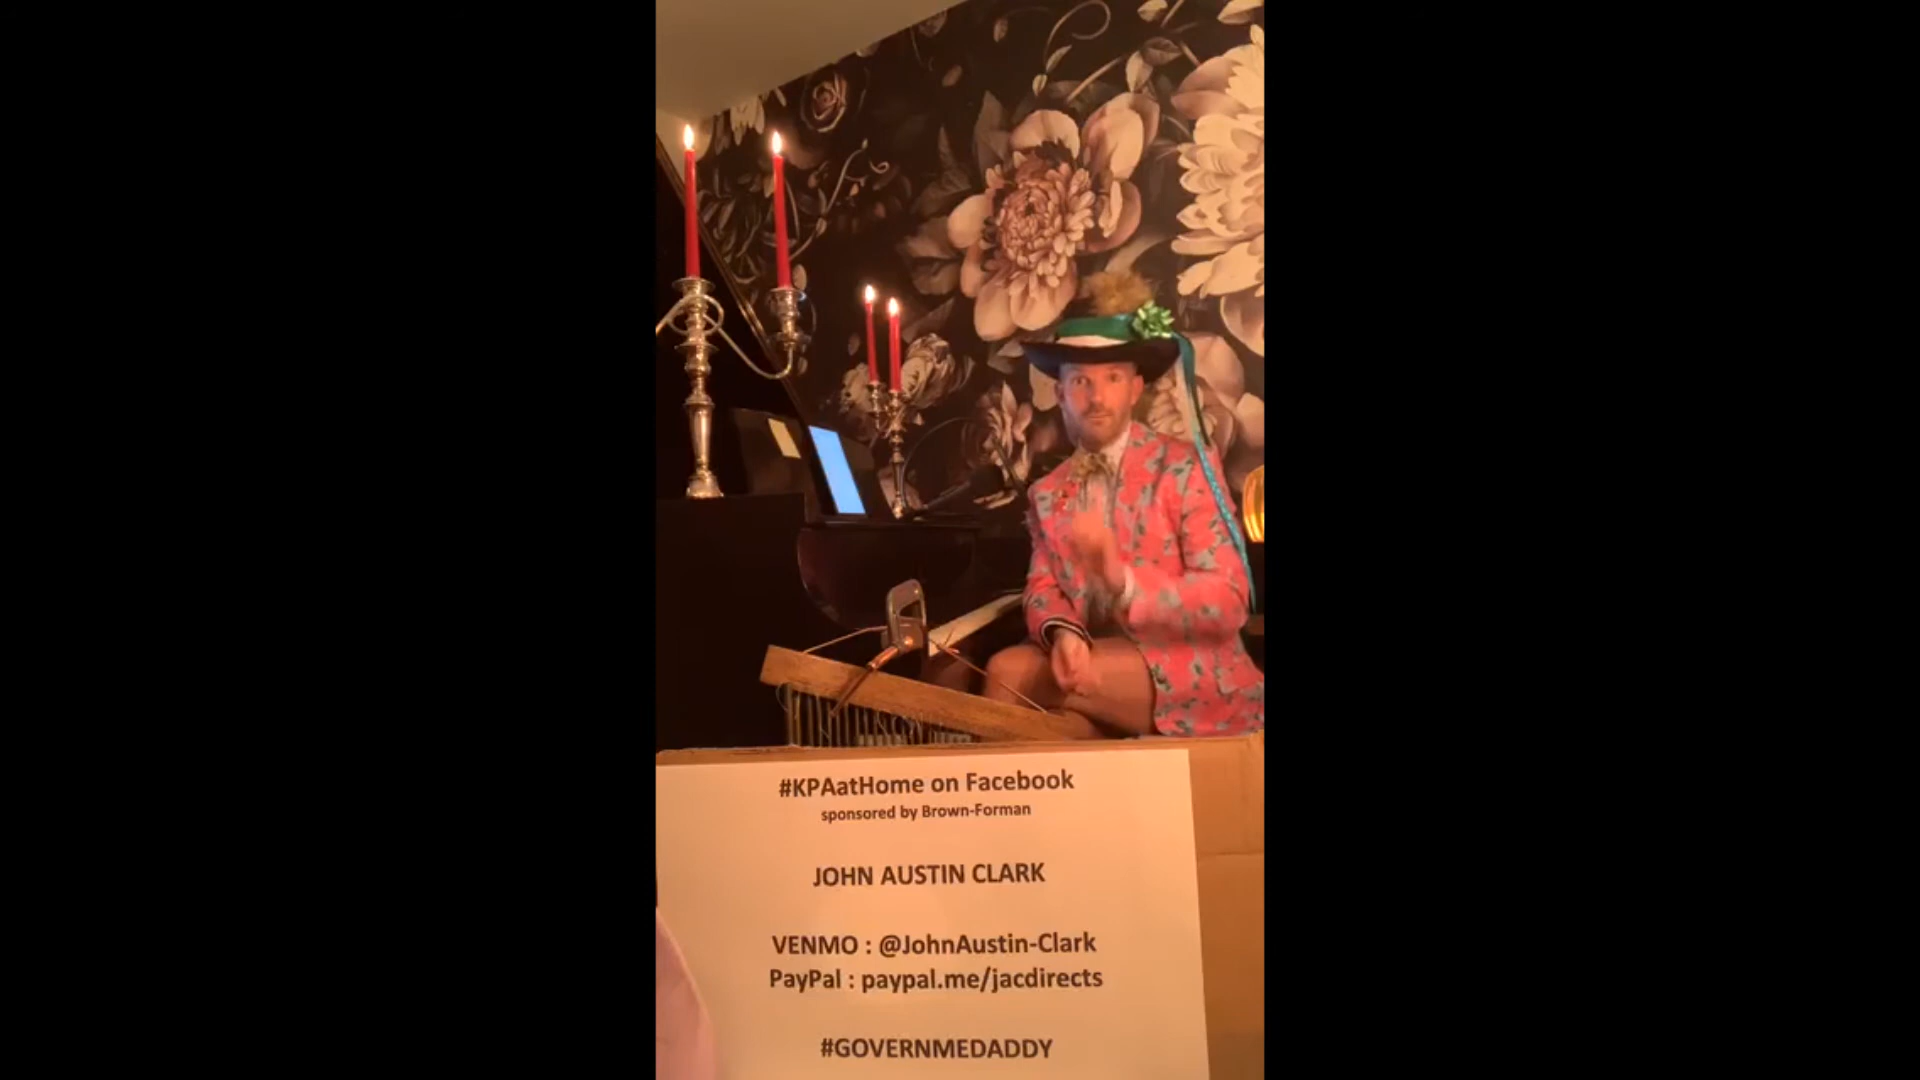 #KPAatHome on Facebook
sponsored by Brown-Forman
JOHN AUSTIN CLARK
VENMO : @JohnAustin-Clark
PayPal : paypal.me/jacdirects
#GOVERNMEDADDY